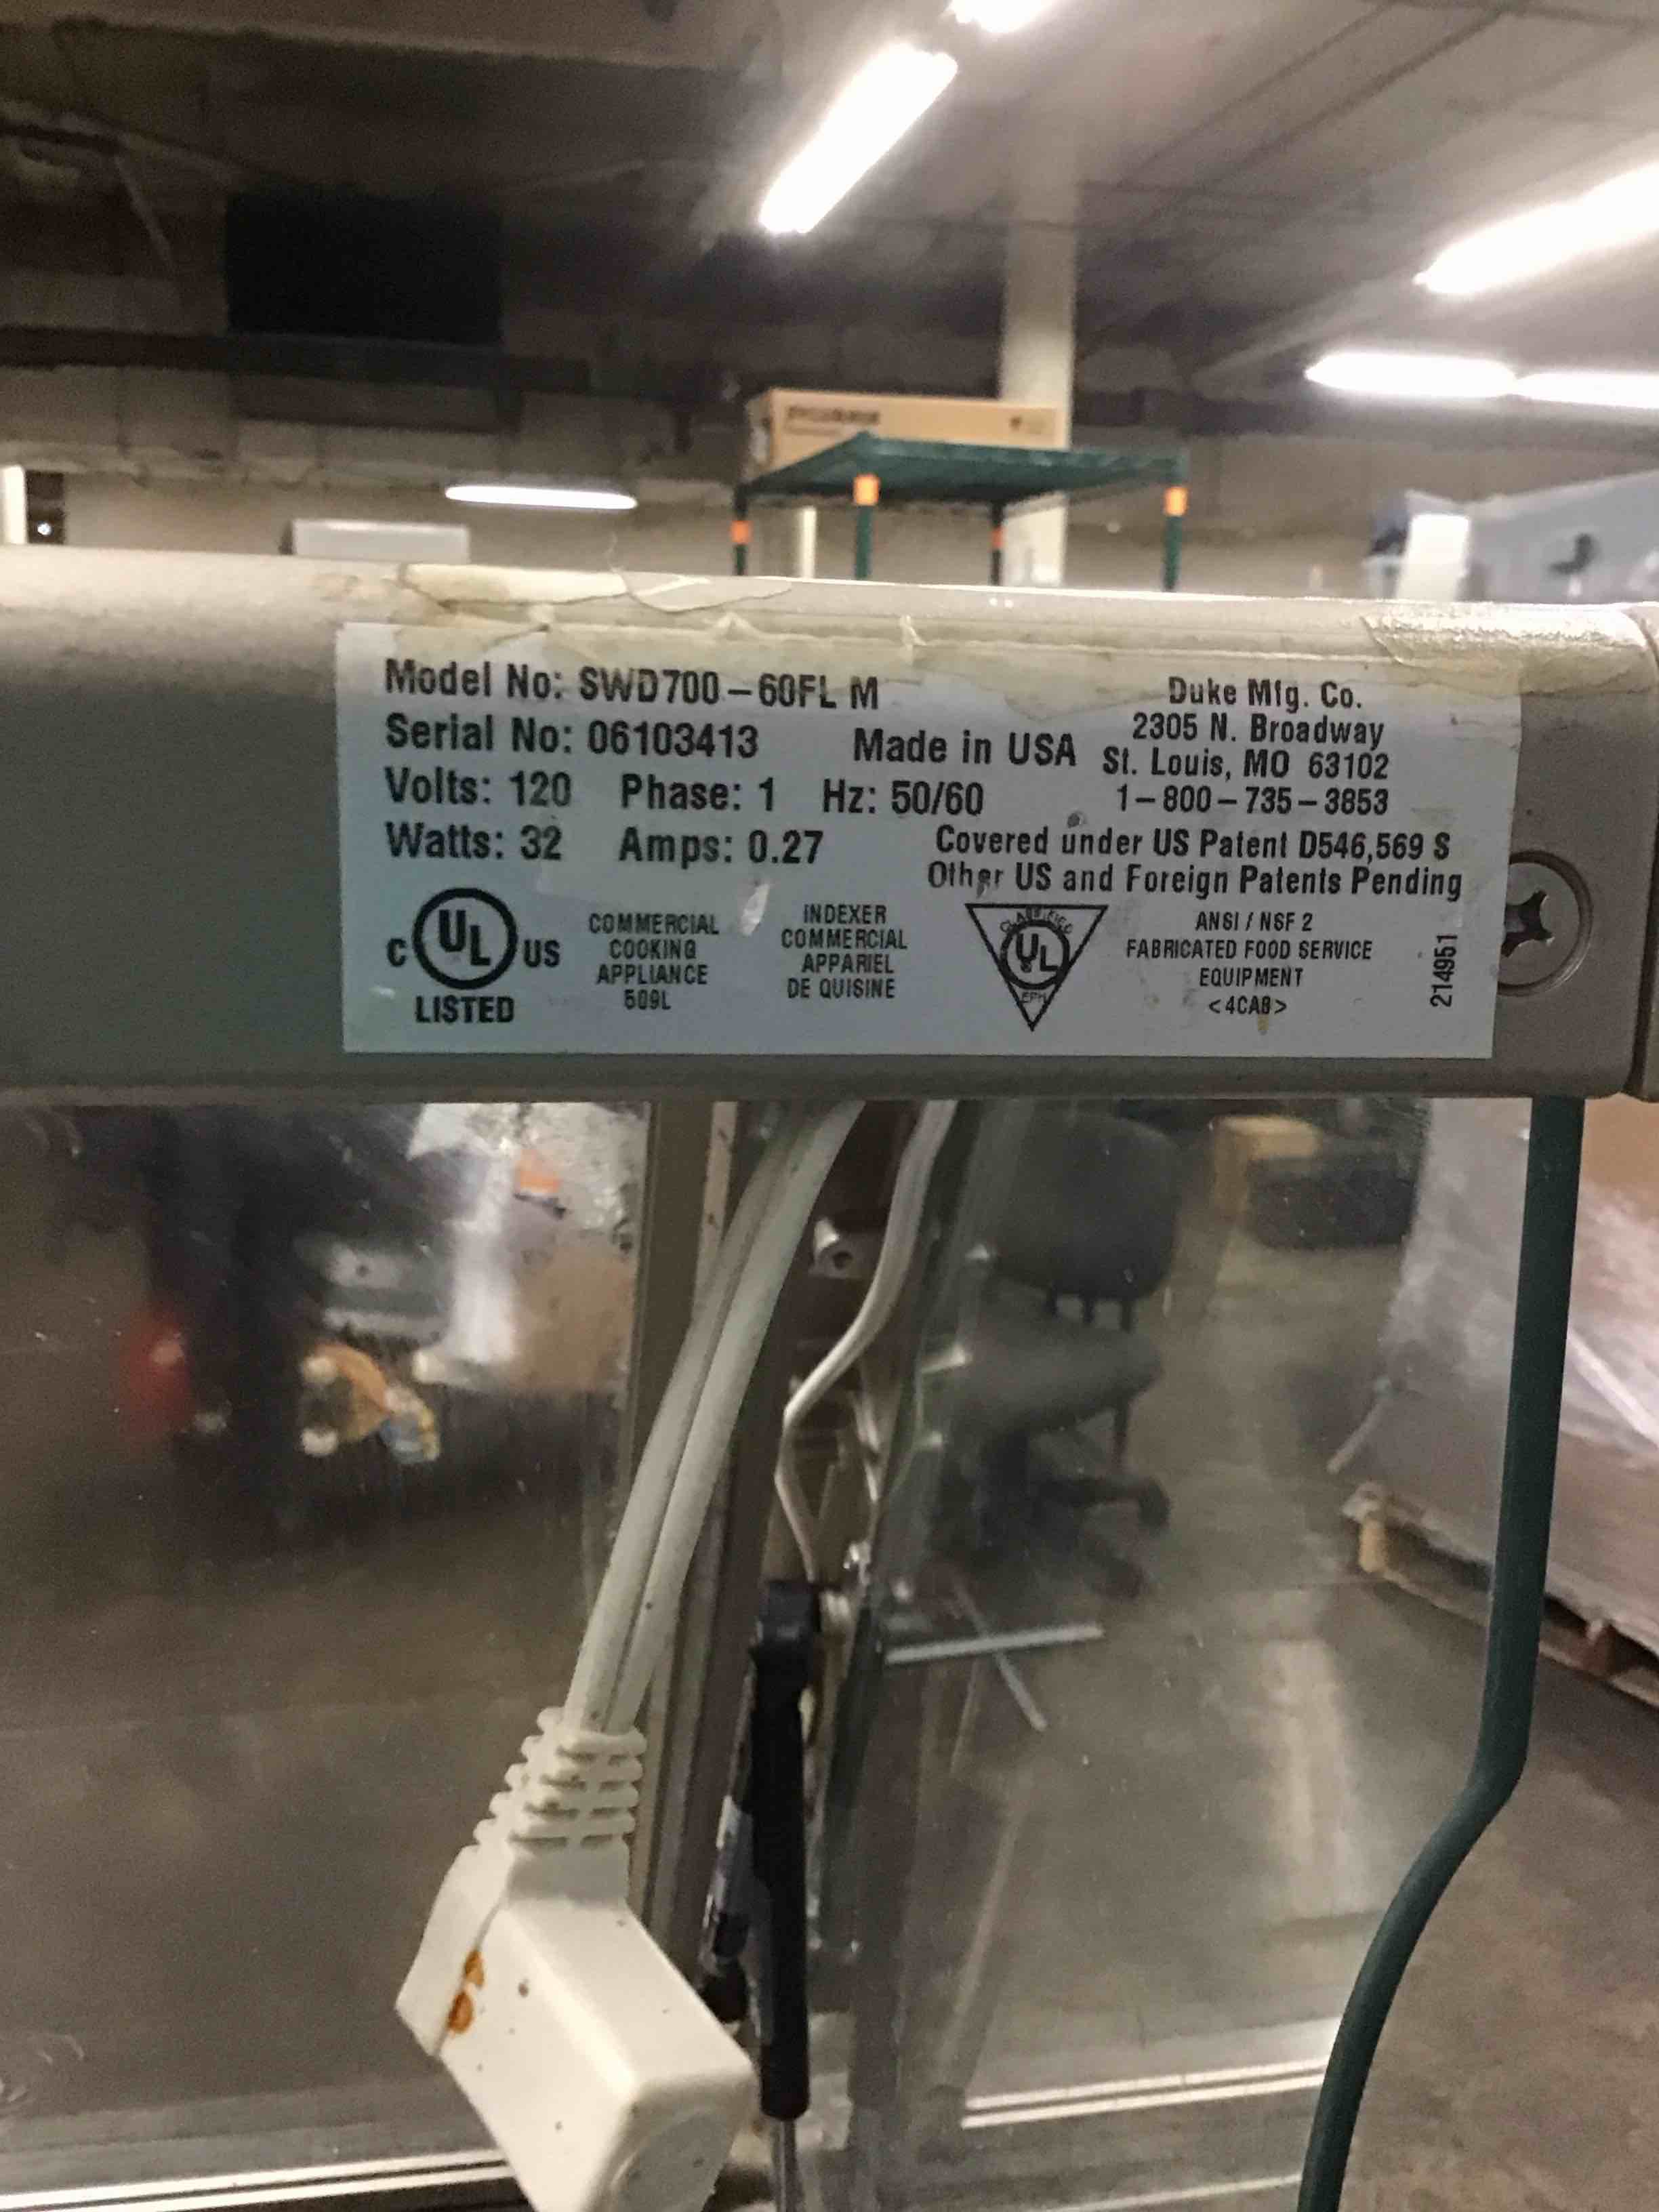 Model No: SWD700-60FL M
Serial No: 06103413 Made in USA
Volts: 120 Phase: 1 Hz: 50/60
Watts: 32 Amps: 0.27
Duke Mfg. Co.
2305 N. Broadway
St. Louis, MO 63102
1-800-735-3853
Covered under US Patent D546,569 S
Other US and Foreign Patents Pending
C UL US
LISTED
COMMERCIAL
COOKING
APPLIANCE
509L
INDEXER
COMMERCIAL
APPARIEL
DE QUISINE
CLASSIFIED
UL
EPH
ANSI / NSF 2
FABRICATED FOOD SERVICE
EQUIPMENT
<4CA8>
214951